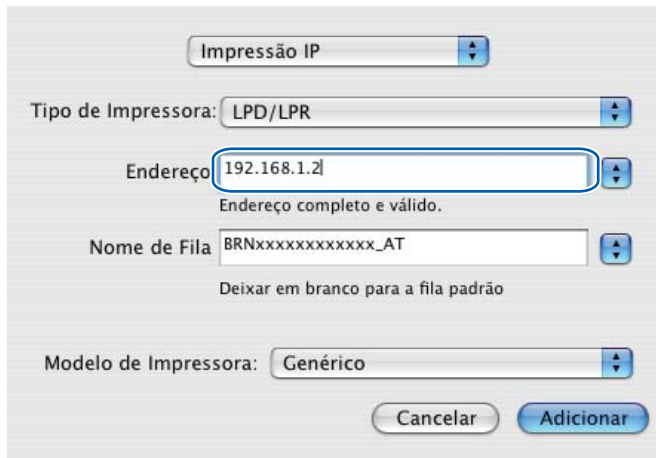 Impressão IP
Tipo de Impressora: LPD/LPR
Endereço 192.168.1.2
Endereço completo e válido.
Nome de Fila BRNxxxxxxxxxxxx_AT
Deixar em branco para a fila padrão
Modelo de Impressora: Genérico
Cancelar Adicionar